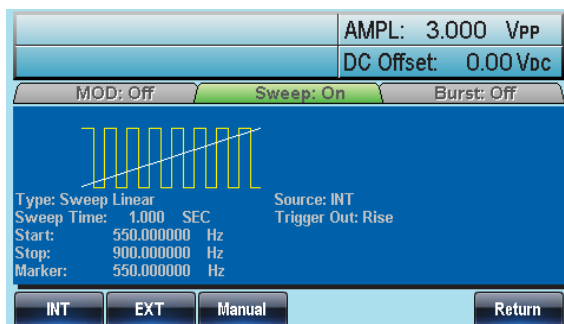 AMPL: 3.000 VPP
DC Offset: 0.00 VDC
MOD: Off Sweep: On Burst: Off
Type: Sweep Linear Source: INT
Sweep Time: 1.000 SEC Trigger Out: Rise
Start: 550.000000 Hz
Stop: 900.000000 Hz
Marker: 550.000000 Hz
INT EXT Manual Return